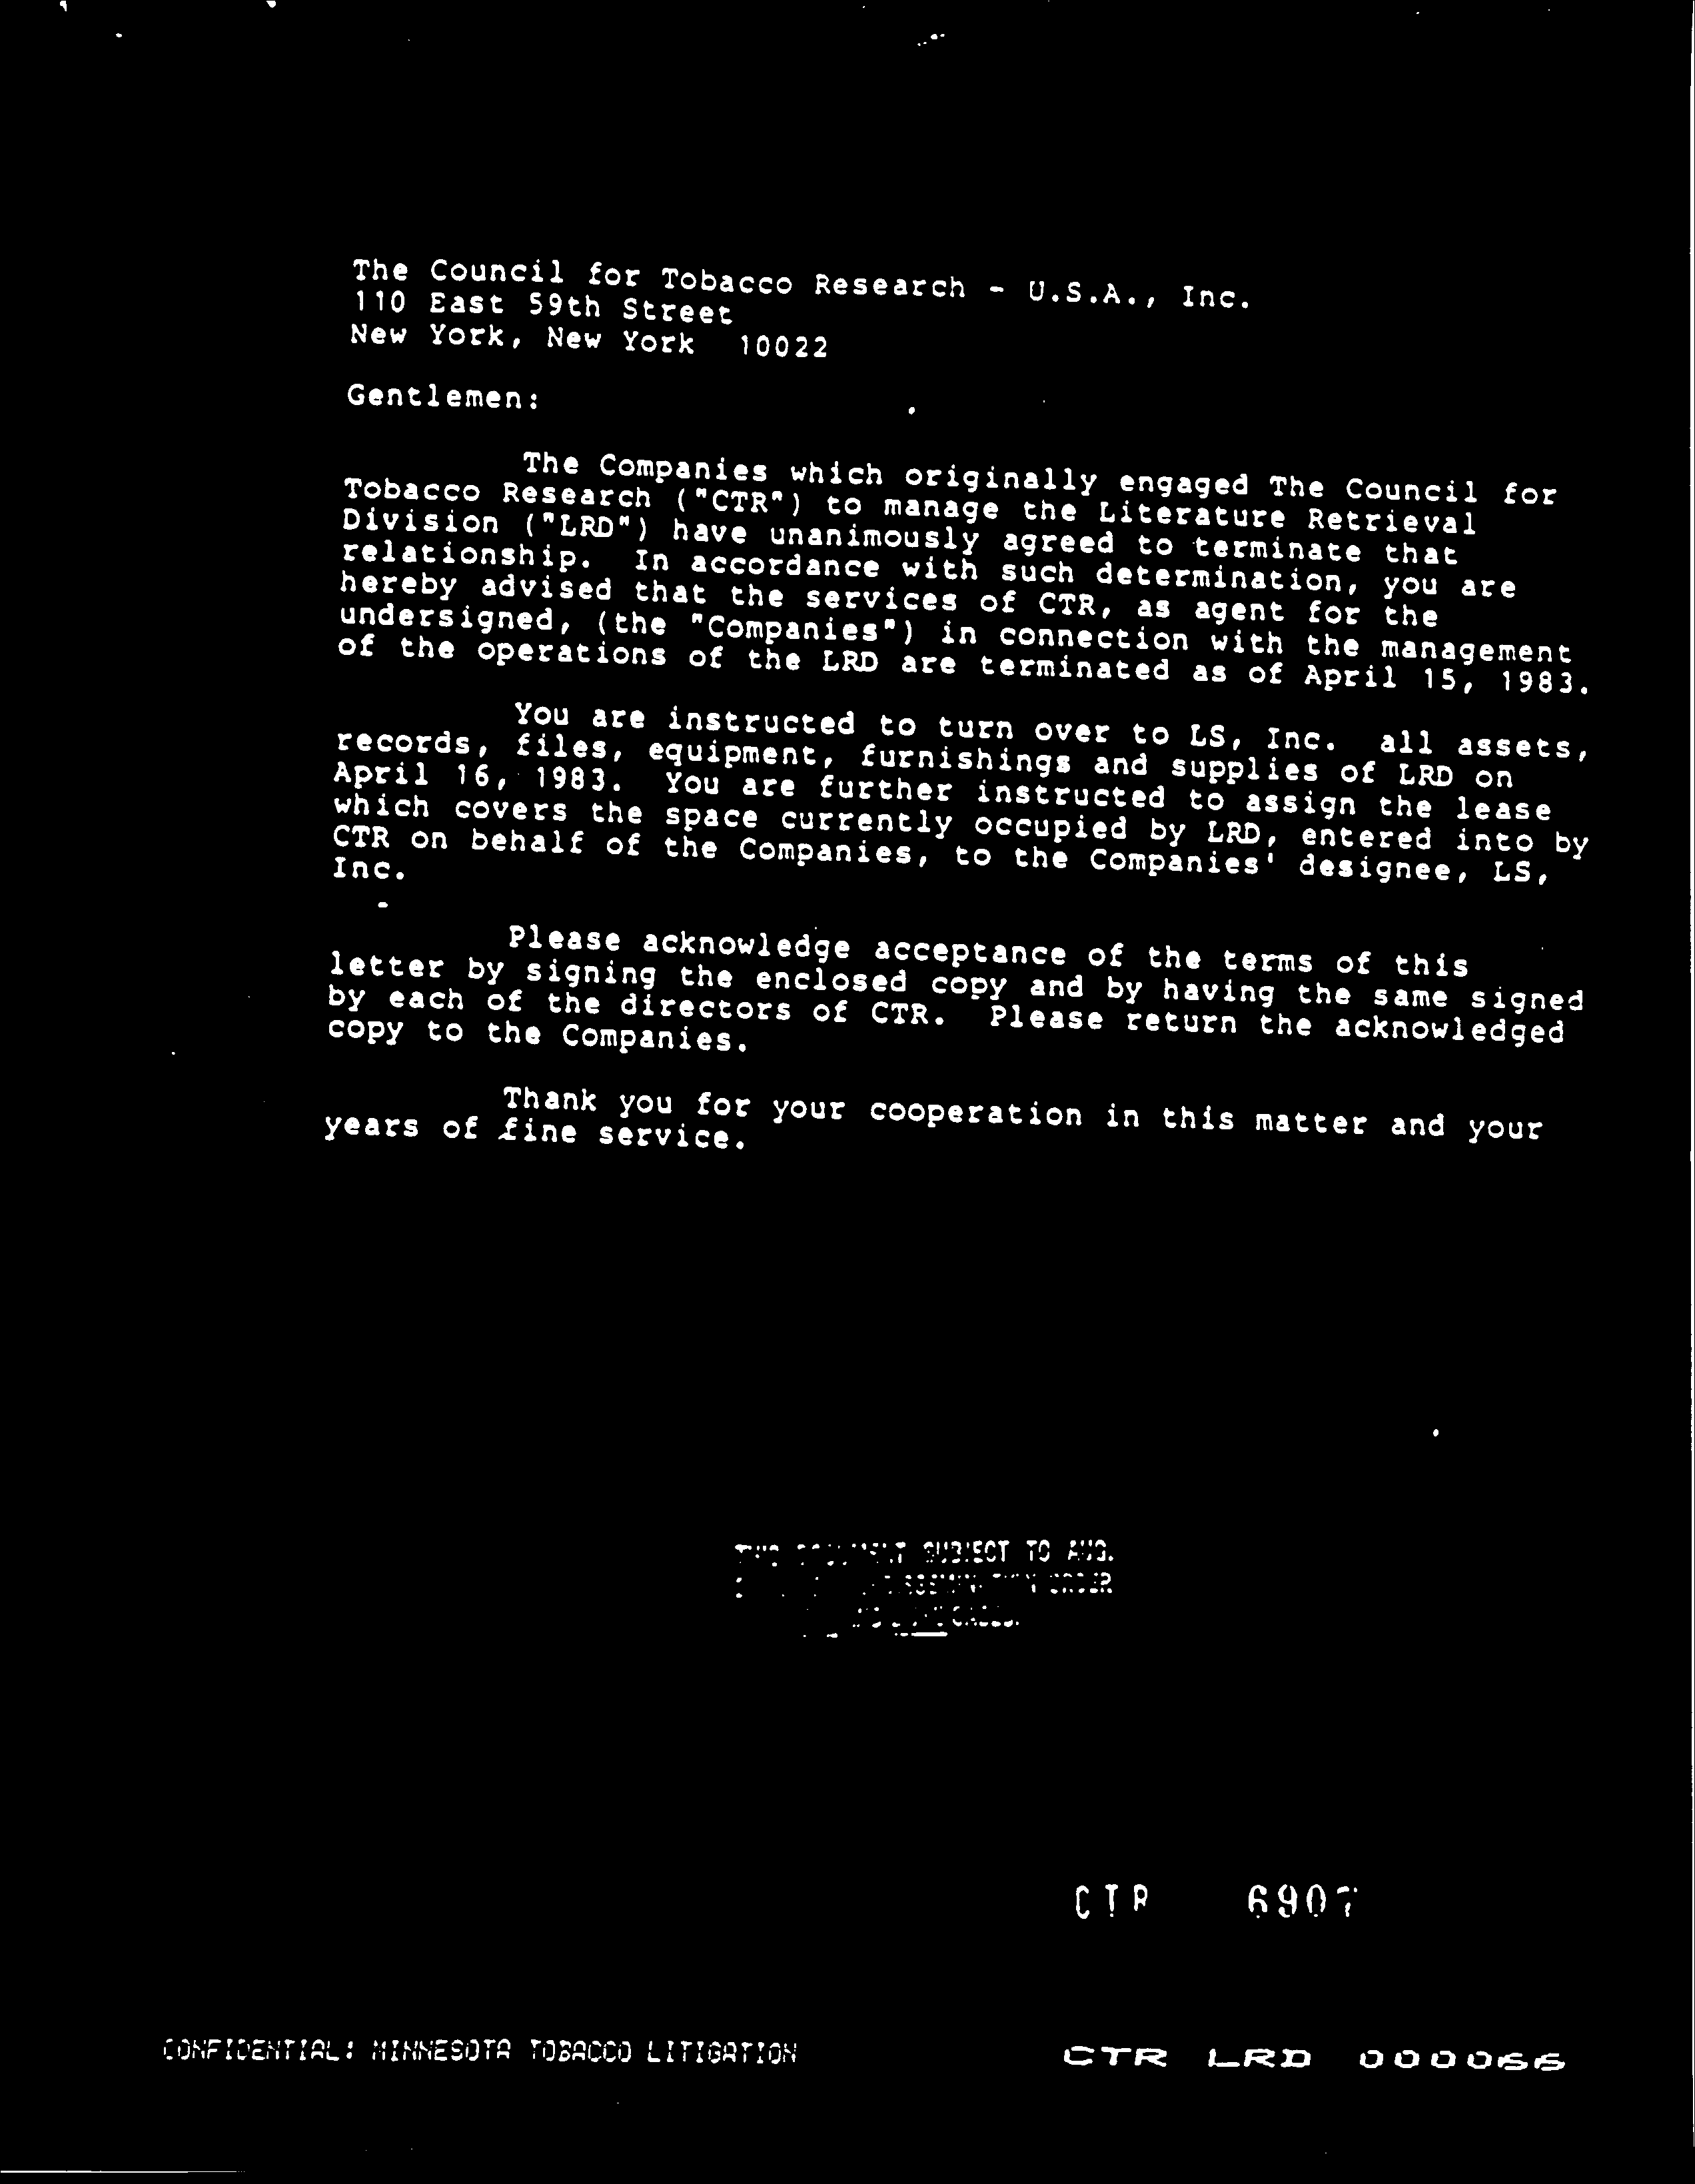 The Council for Tobacco Research - U.S.A., Inc.
110 East 59th Street
New York, New York 10022
Gentlemen:
The Companies which originally engaged The Council for
Tobacco Research ("CTR") to manage the Literature Retrieval
Division ("LRD") have unanimously agreed to terminate that
relationship. In accordance with such determination, you are
hereby advised that the services of CTR, as agent for the
undersigned, (the "Companies") in connection with the management
of the operations of the LRD are terminated as of April 15, 1983.
You are instructed to turn over to LS, Inc. all assets,
records, files, equipment, furnishings and supplies of LRD on
April 16, 1983. You are further instructed to assign the lease
which covers the space currently occupied by LRD, entered into by
CTR on behalf of the Companies, to the Companies' designee, LS,
Inc.
Please acknowledge acceptance of the terms of this
letter by signing the enclosed copy and by having the same signed
by each of the directors of CTR. Please return the acknowledged
copy to the Companies.
Thank you for your cooperation in this matter and your
years of fine service.
SUBJECT TO AUG.
ORDER
CTR 6907
CONFIDENTIAL: MINNESOTA TOBACCO LITIGATION
CTR LRD 000066